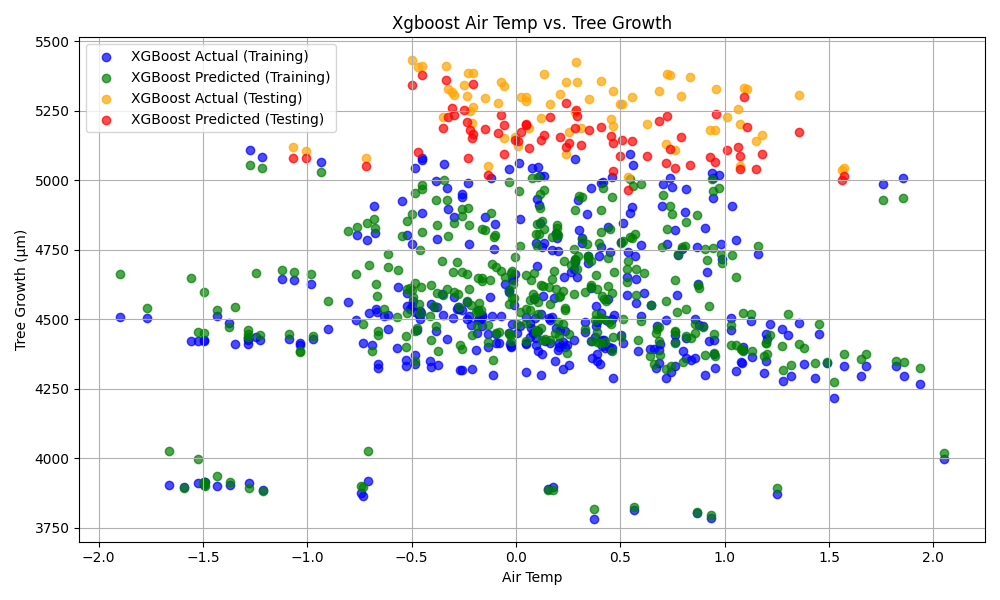 Xgboost Air Temp vs. Tree Growth
XGBoost Actual (Training)
XGBoost Predicted (Training)
XGBoost Actual (Testing)
XGBoost Predicted (Testing)
Tree Growth (μm)
5500
5250
5000
4750
4500
4250
4000
3750
−2.0 −1.5 −1.0 −0.5 0.0 0.5 1.0 1.5 2.0
Air Temp